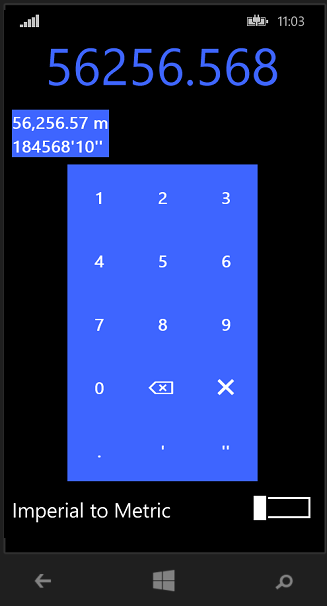 11:03
56256.568
56,256.57 m
184568'10''
1 2 3
4 5 6
7 8 9
0
. ' ''
Imperial to Metric